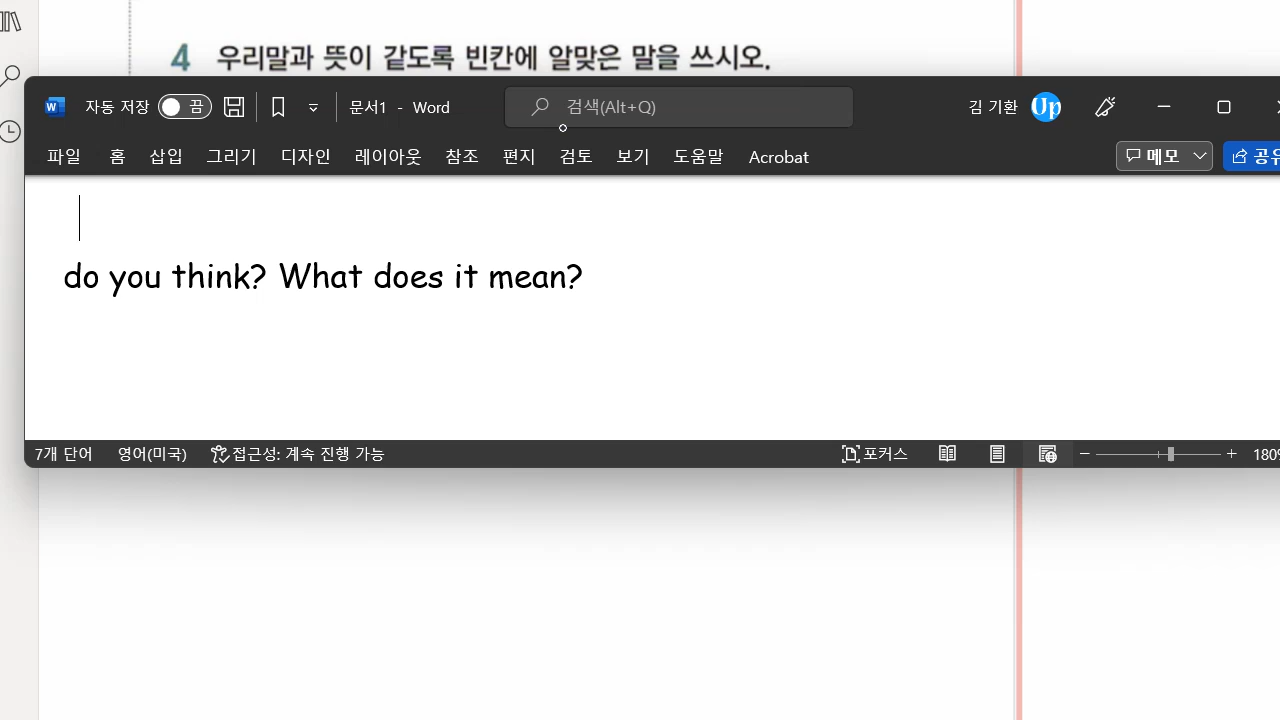 4 우리말과 뜻이 같도록 빈칸에 알맞은 말을 쓰시오.
자동 저장 끔 문서1 - Word 검색(Alt+Q) 김 기환 Up
파일 홈 삽입 그리기 디자인 레이아웃 참조 편지 검토 보기 도움말 Acrobat 메모
do you think? What does it mean?
7개 단어 영어(미국) 접근성: 계속 진행 가능 포커스 - +